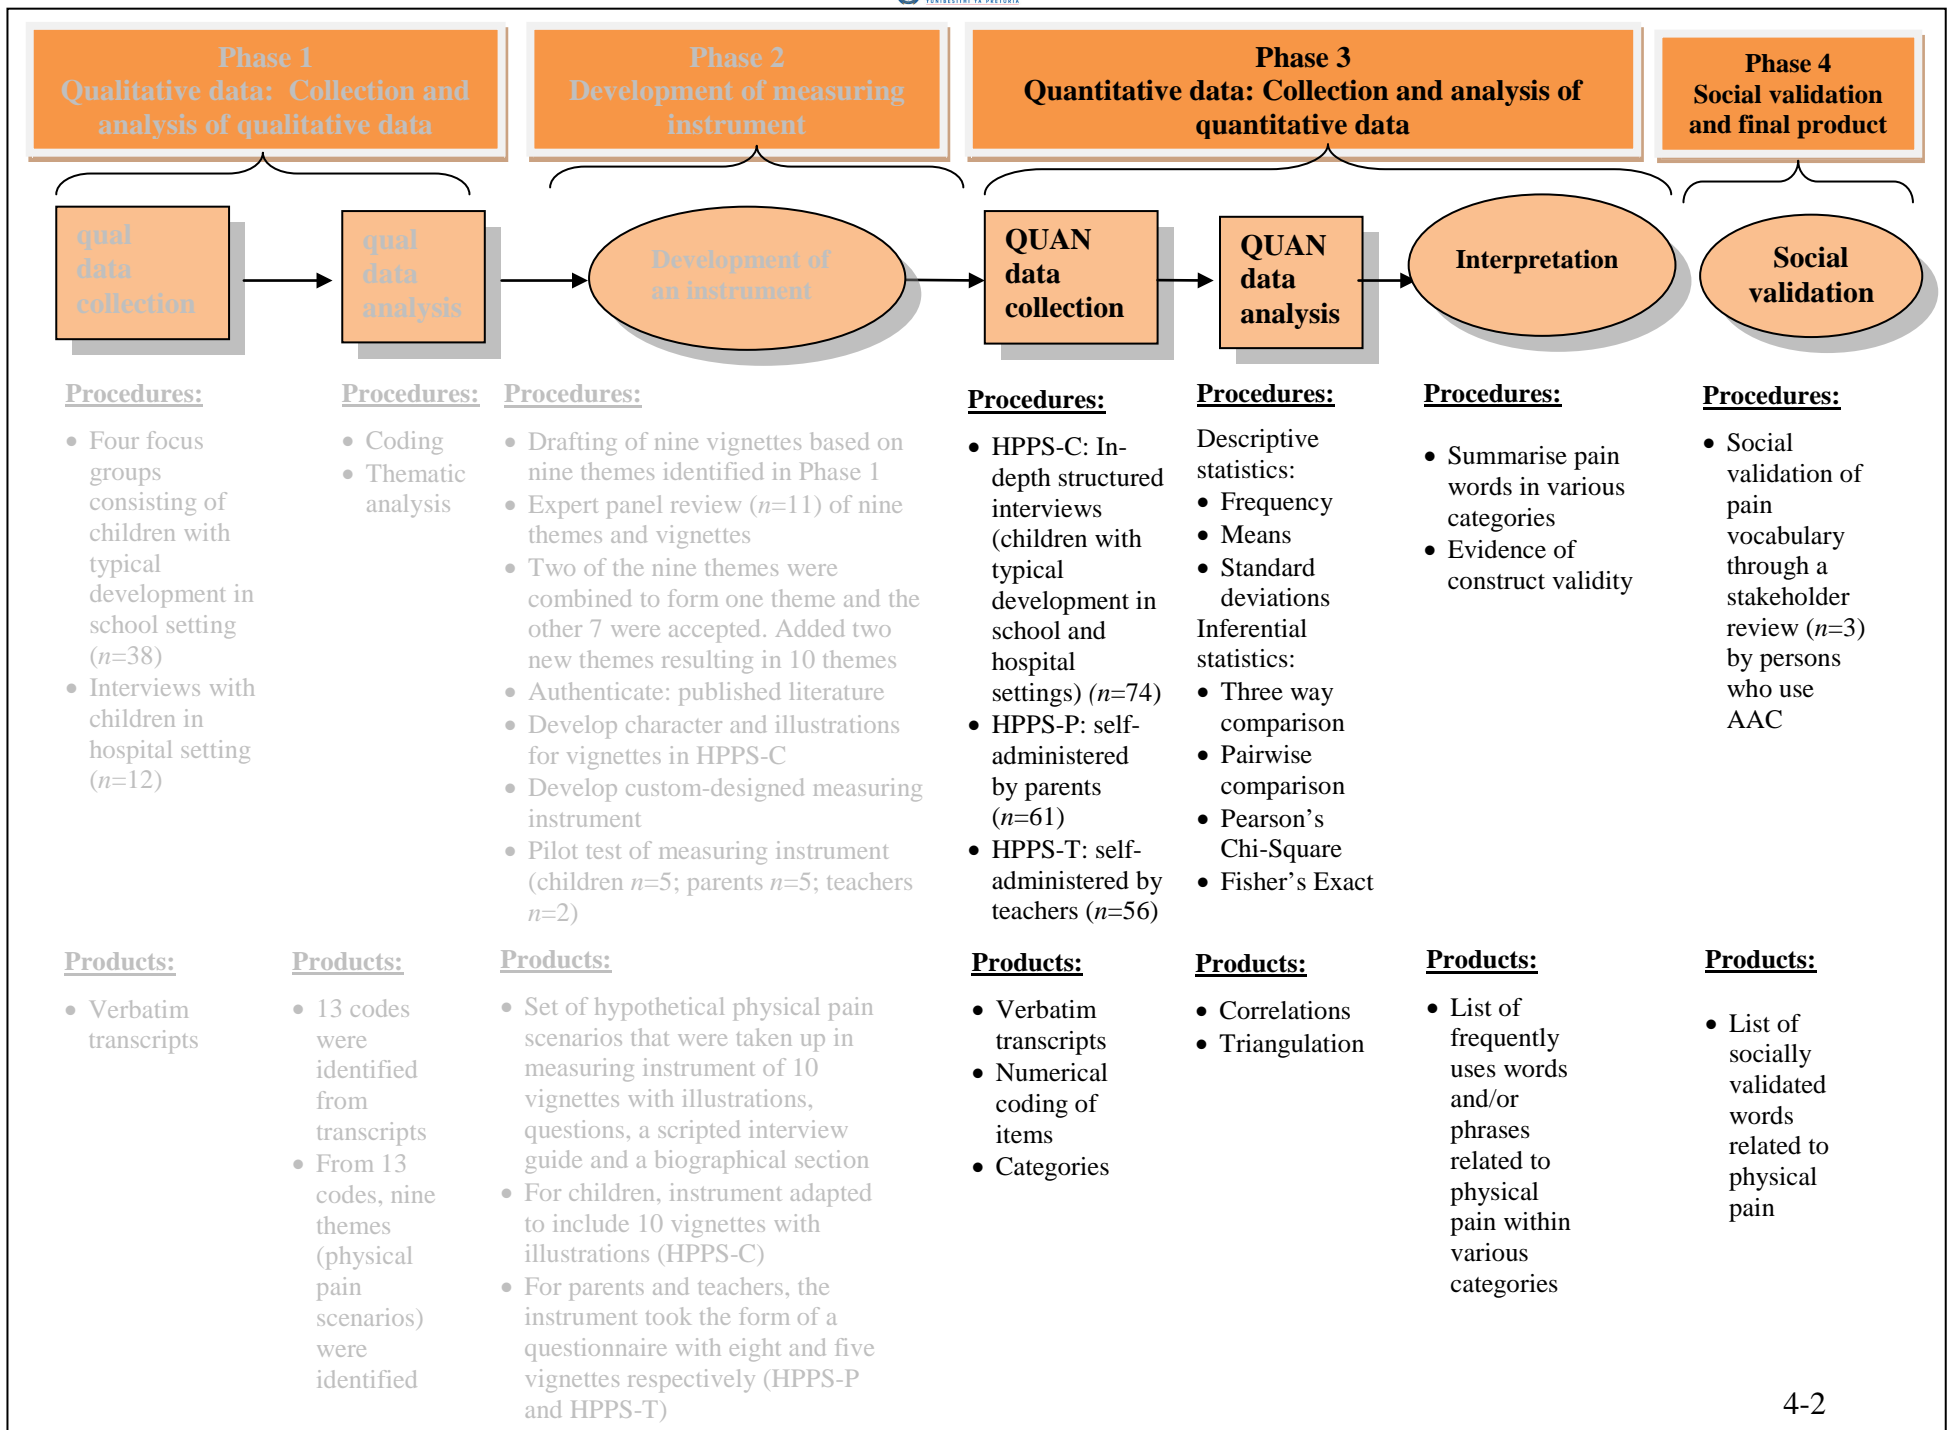 YUNIBESITHI YA PRETORIA
Phase 1
Qualitative data: Collection and
analysis of qualitative data
Phase 2
Development of measuring
instrument
Phase 3
Quantitative data: Collection and analysis of
quantitative data
Phase 4
Social validation
and final product
qual
data
collection
qual
data
analysis
Development of
an instrument
QUAN
data
collection
QUAN
data
analysis
Interpretation
Social
validation
Procedures:
• Four focus
groups
consisting of
children with
typical
development in
school setting
(n=38)
• Interviews with
children in
hospital setting
(n=12)
Procedures:
• Coding
• Thematic
analysis
Procedures:
• Drafting of nine vignettes based on
nine themes identified in Phase 1
• Expert panel review (n=11) of nine
themes and vignettes
• Two of the nine themes were
combined to form one theme and the
other 7 were accepted. Added two
new themes resulting in 10 themes
• Authenticate: published literature
• Develop character and illustrations
for vignettes in HPPS-C
• Develop custom-designed measuring
instrument
• Pilot test of measuring instrument
(children n=5; parents n=5; teachers
n=2)
Procedures:
• HPPS-C: In-
depth structured
interviews
(children with
typical
development in
school and
hospital
settings) (n=74)
• HPPS-P: self-
administered
by parents
(n=61)
• HPPS-T: self-
administered by
teachers (n=56)
Procedures:
Descriptive
statistics:
• Frequency
• Means
• Standard
deviations
Inferential
statistics:
• Three way
comparison
• Pairwise
comparison
• Pearson’s
Chi-Square
• Fisher’s Exact
Procedures:
• Summarise pain
words in various
categories
• Evidence of
construct validity
Procedures:
• Social
validation of
pain
vocabulary
through a
stakeholder
review (n=3)
by persons
who use
AAC
Products:
• Verbatim
transcripts
Products:
• 13 codes
were
identified
from
transcripts
• From 13
codes, nine
themes
(physical
pain
scenarios)
were
identified
Products:
• Set of hypothetical physical pain
scenarios that were taken up in
measuring instrument of 10
vignettes with illustrations,
questions, a scripted interview
guide and a biographical section
• For children, instrument adapted
to include 10 vignettes with
illustrations (HPPS-C)
• For parents and teachers, the
instrument took the form of a
questionnaire with eight and five
vignettes respectively (HPPS-P
and HPPS-T)
Products:
• Verbatim
transcripts
• Numerical
coding of
items
• Categories
Products:
• Correlations
• Triangulation
Products:
• List of
frequently
uses words
and/or
phrases
related to
physical
pain within
various
categories
Products:
• List of
socially
validated
words
related to
physical
pain
4-2